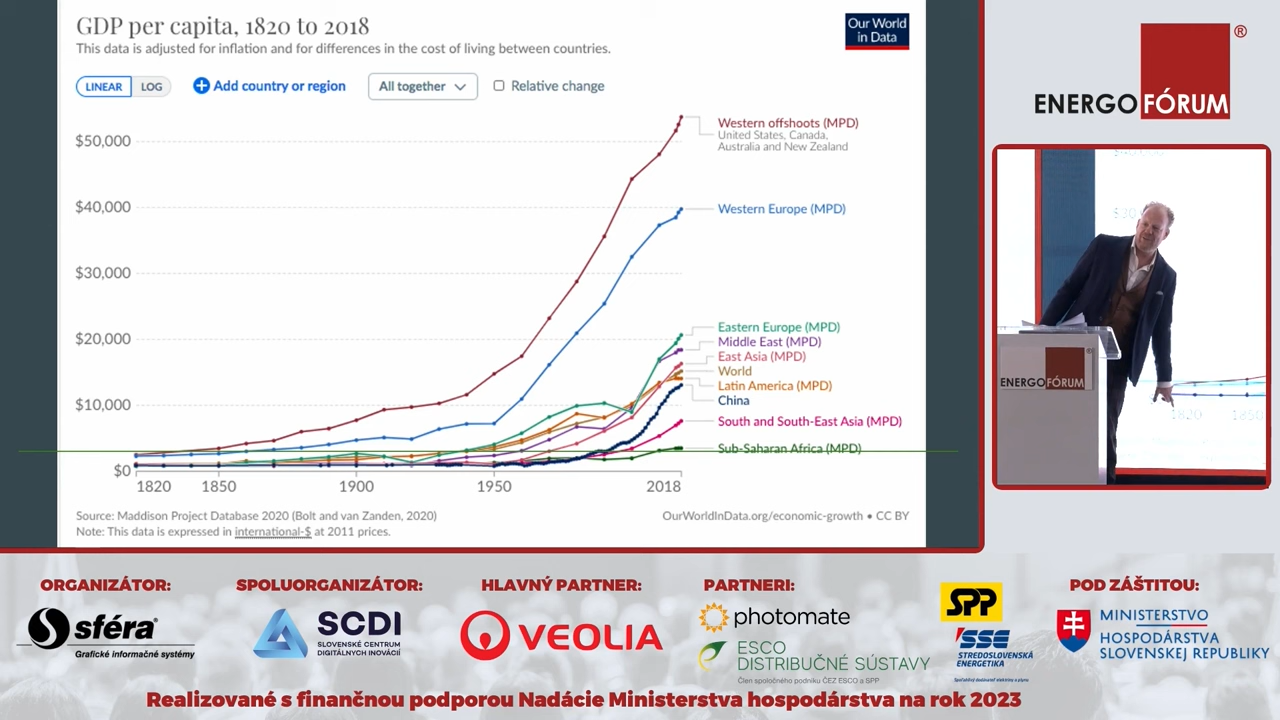 GDP per capita, 1820 to 2018
This data is adjusted for inflation and for differences in the cost of living between countries.
Our World
in Data
LINEAR LOG
Add country or region
All together
Relative change
$50,000
$40,000
$30,000
$20,000
$10,000
$0
1820 1850 1900 1950 2018
Western offshoots (MPD)
United States, Canada,
Australia and New Zealand
Western Europe (MPD)
Eastern Europe (MPD)
Middle East (MPD)
East Asia (MPD)
World
Latin America (MPD)
China
South and South-East Asia (MPD)
Sub-Saharan Africa (MPD)
Source: Maddison Project Database 2020 (Bolt and van Zanden, 2020)
Note: This data is expressed in international-$ at 2011 prices.
OurWorldInData.org/economic-growth • CC BY
ENERGOFÓRUM®
ENERGOFÓRUM®
1820 1850
ORGANIZÁTOR:
sféra®
Grafické informačné systémy
SPOLUORGANIZÁTOR:
SCDI
SLOVENSKÉ CENTRUM
DIGITÁLNYCH INOVÁCIÍ
HLAVNÝ PARTNER:
VEOLIA
PARTNERI:
photomate
ESCO
DISTRIBUČNÉ SÚSTAVY
Člen spoločného podniku ČEZ ESCO a SPP
SPP
SSE
STREDOSLOVENSKÁ
ENERGETIKA
POD ZÁŠTITOU:
MINISTERSTVO
HOSPODÁRSTVA
SLOVENSKEJ REPUBLIKY
Realizované s finančnou podporou Nadácie Ministerstva hospodárstva na rok 2023